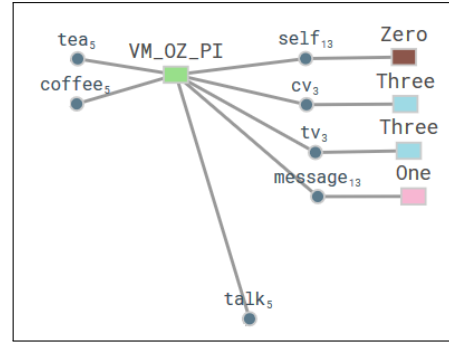 tea₅
VM_OZ_PI
self₁₃
Zero
coffee₅
cv₃
Three
tv₃
Three
message₁₃
One
talk₅